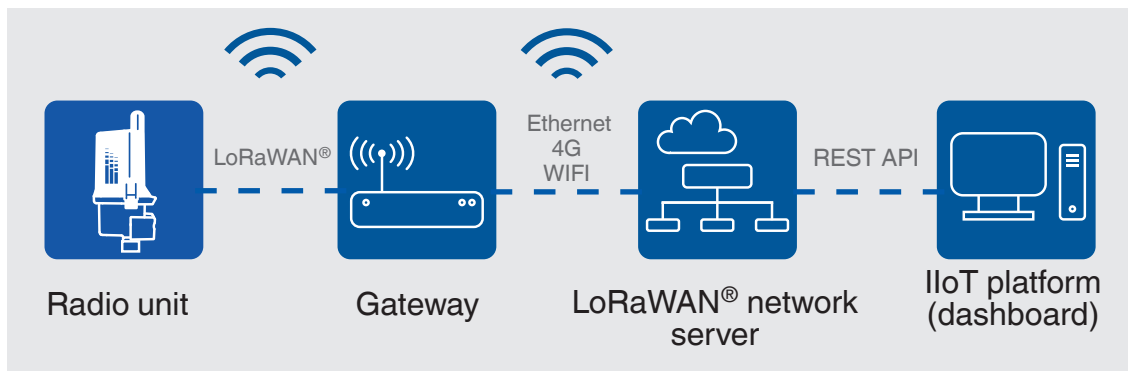 LoRaWAN®
Ethernet
4G
WIFI
REST API
Radio unit
Gateway
LoRaWAN® network
server
IIoT platform
(dashboard)